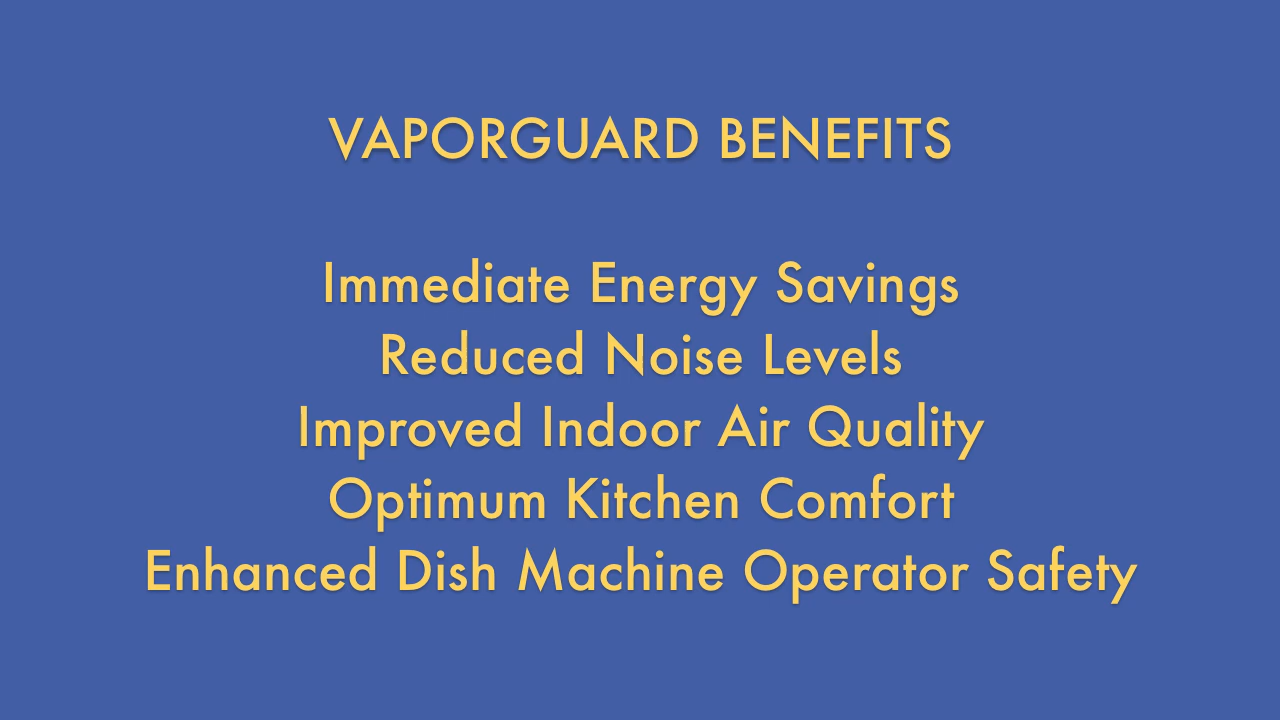 VAPORGUARD BENEFITS
Immediate Energy Savings
Reduced Noise Levels
Improved Indoor Air Quality
Optimum Kitchen Comfort
Enhanced Dish Machine Operator Safety